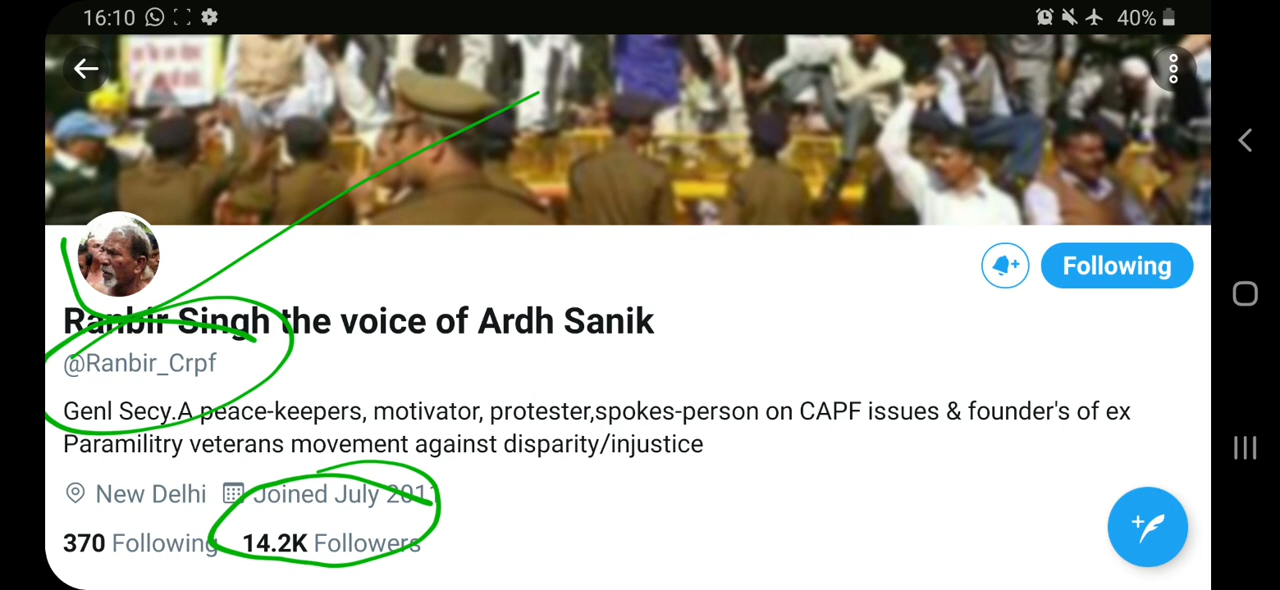 16:10
40%
Following
Ranbir Singh the voice of Ardh Sanik
@Ranbir_Crpf
Genl Secy.A peace-keepers, motivator, protester,spokes-person on CAPF issues & founder's of ex
Paramilitry veterans movement against disparity/injustice
New Delhi Joined July
370 Following 14.2K Followers